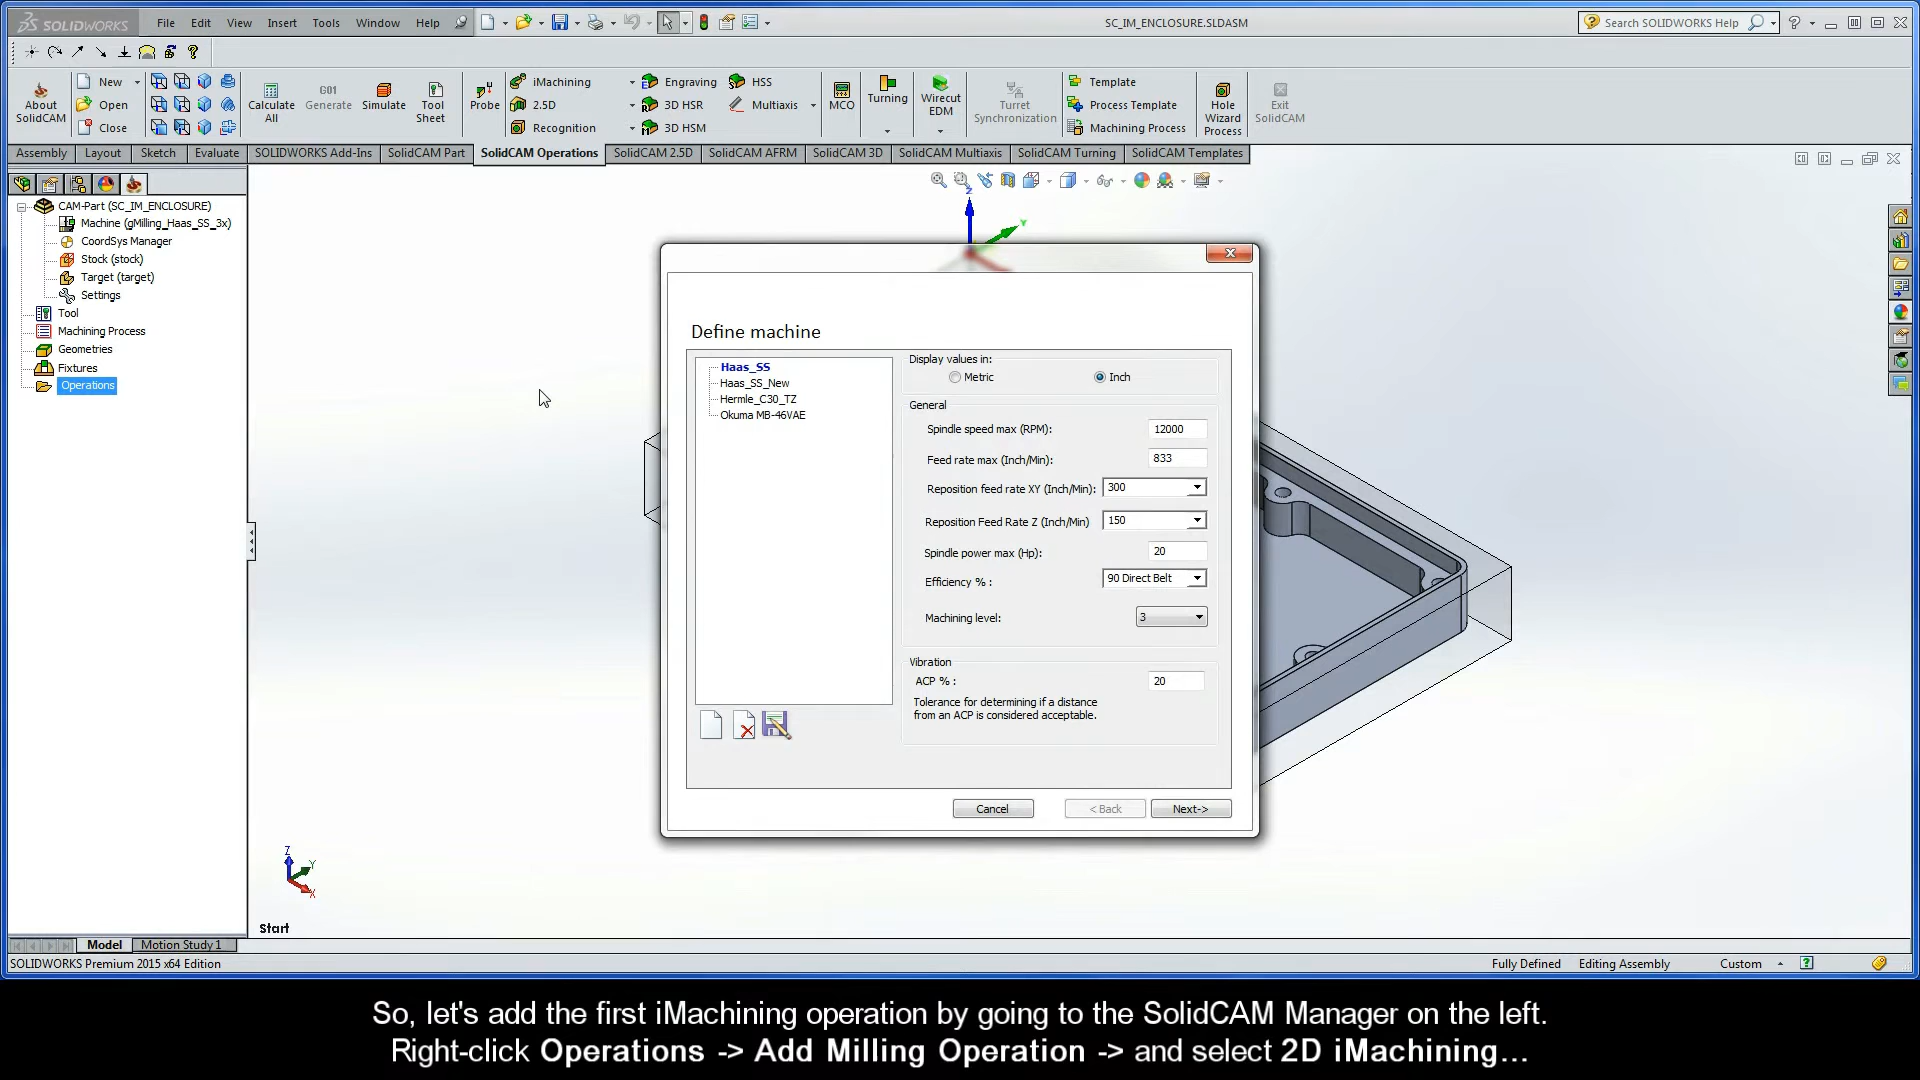 SOLIDWORKS File Edit View Insert Tools Window Help SC_IM_ENCLOSURE.SLDASM Search SOLIDWORKS Help
About SolidCAM
New
Open
Close
Calculate All
G01 Generate
Simulate
Tool Sheet
Probe
iMachining
2.5D
Recognition
Engraving
3D HSR
3D HSM
HSS
Multiaxis
MCO
Turning
Wirecut EDM
Turret Synchronization
Template
Process Template
Machining Process
Hole Wizard Process
Exit SolidCAM
Assembly Layout Sketch Evaluate SOLIDWORKS Add-Ins SolidCAM Part SolidCAM Operations SolidCAM 2.5D SolidCAM AFRM SolidCAM 3D SolidCAM Multiaxis SolidCAM Turning SolidCAM Templates
CAM-Part (SC_IM_ENCLOSURE)
Machine (gMilling_Haas_SS_3x)
CoordSys Manager
Stock (stock)
Target (target)
Settings
Tool
Machining Process
Geometries
Fixtures
Operations
Z
Y
Define machine
Haas_SS
Haas_SS_New
Hermle_C30_TZ
Okuma MB-46VAE
Display values in:
Metric Inch
General
Spindle speed max (RPM): 12000
Feed rate max (Inch/Min): 833
Reposition feed rate XY (Inch/Min): 300
Reposition Feed Rate Z (Inch/Min) 150
Spindle power max (Hp): 20
Efficiency % : 90 Direct Belt
Machining level: 3
Vibration
ACP % : 20
Tolerance for determining if a distance
from an ACP is considered acceptable.
Cancel < Back Next->
Z
Y
X
Start
Model Motion Study 1
SOLIDWORKS Premium 2015 x64 Edition Fully Defined Editing Assembly Custom
So, let's add the first iMachining operation by going to the SolidCAM Manager on the left.
Right-click Operations -> Add Milling Operation -> and select 2D iMachining...